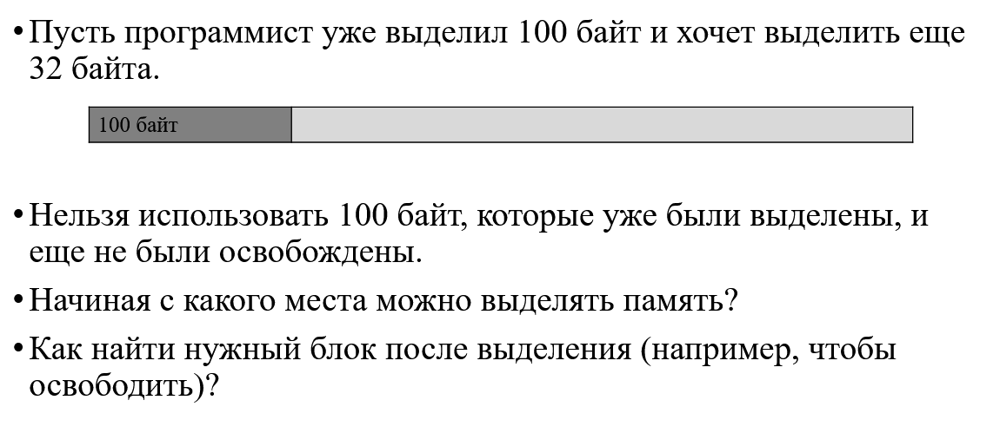 •Пусть программист уже выделил 100 байт и хочет выделить еще
32 байта.
100 байт
•Нельзя использовать 100 байт, которые уже были выделены, и
еще не были освобождены.
•Начиная с какого места можно выделять память?
•Как найти нужный блок после выделения (например, чтобы
освободить)?